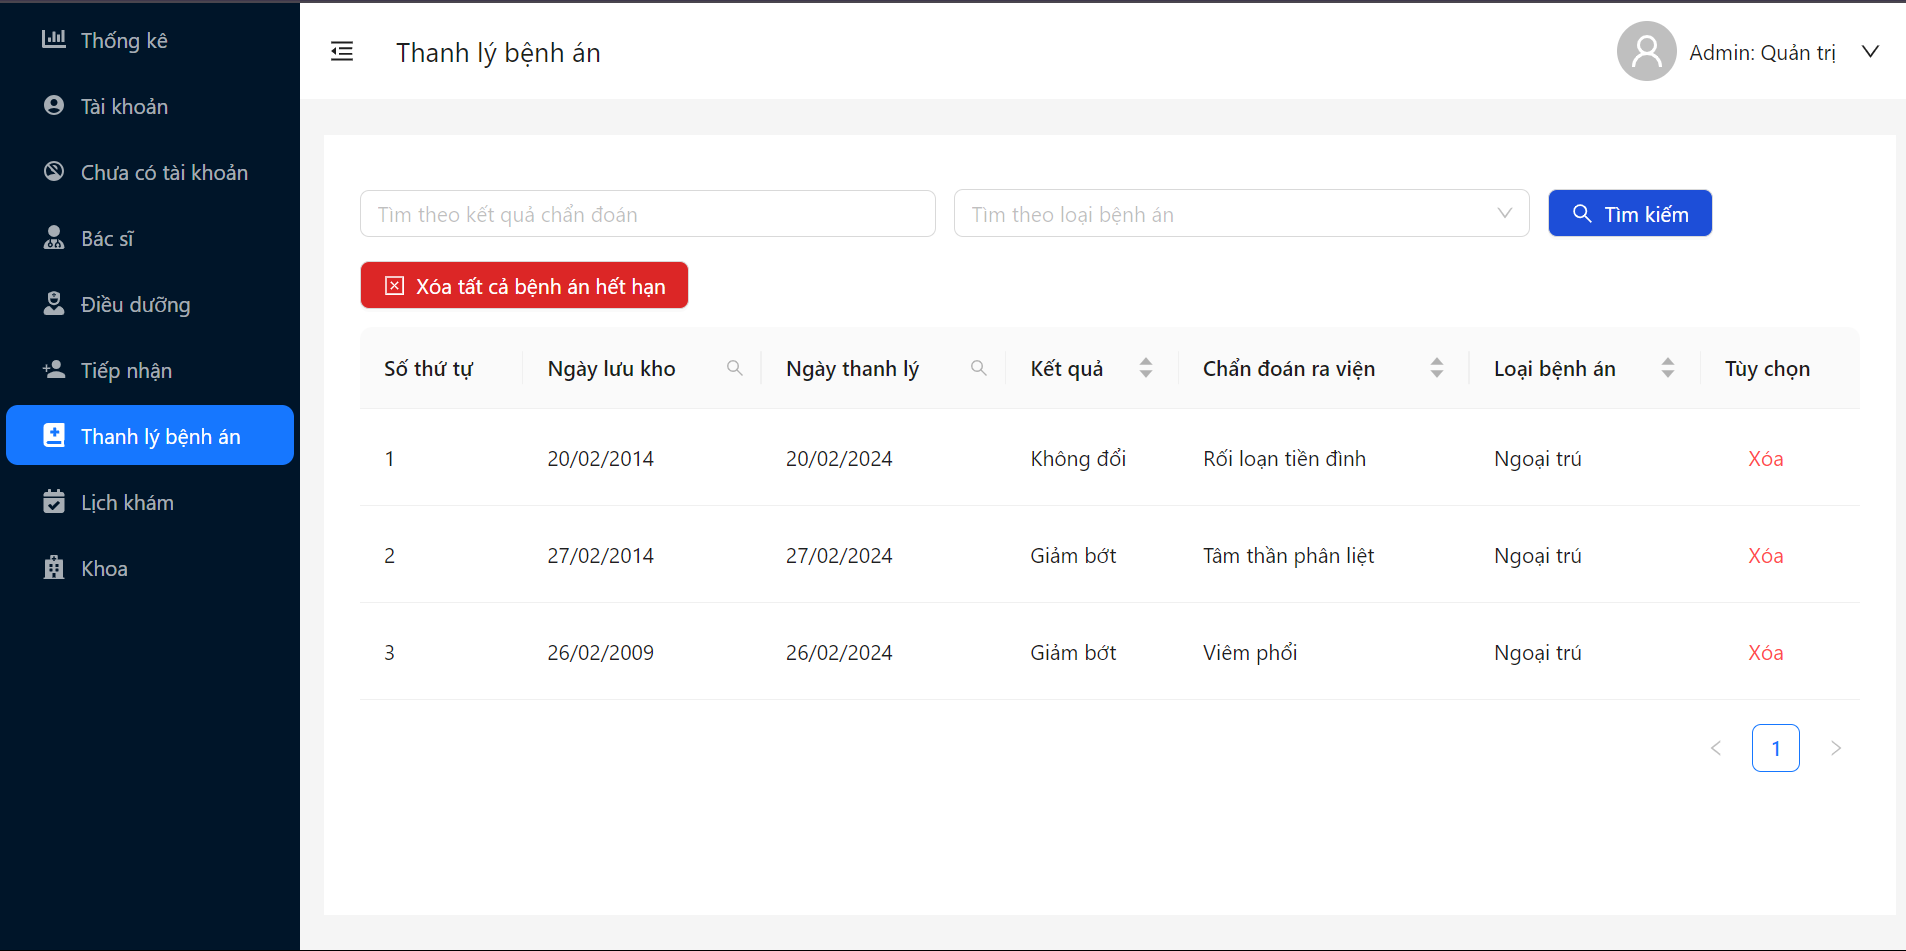 Thống kê
Tài khoản
Chưa có tài khoản
Bác sĩ
Điều dưỡng
Tiếp nhận
Thanh lý bệnh án
Lịch khám
Khoa
Thanh lý bệnh án
Admin: Quản trị
Tìm theo kết quả chẩn đoán
Tìm theo loại bệnh án
Tìm kiếm
Xóa tất cả bệnh án hết hạn
Số thứ tự Ngày lưu kho Ngày thanh lý Kết quả Chẩn đoán ra viện Loại bệnh án Tùy chọn
1 20/02/2014 20/02/2024 Không đổi Rối loạn tiền đình Ngoại trú Xóa
2 27/02/2014 27/02/2024 Giảm bớt Tâm thần phân liệt Ngoại trú Xóa
3 26/02/2009 26/02/2024 Giảm bớt Viêm phổi Ngoại trú Xóa
1